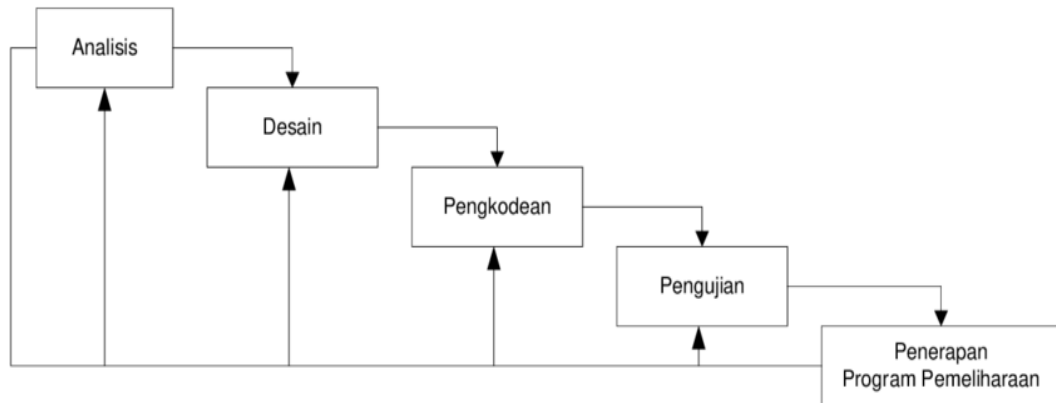 Analisis
Desain
Pengkodean
Pengujian
Penerapan
Program Pemeliharaan